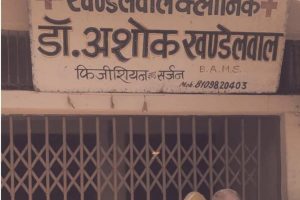 खण्डेलवाल क्लीनिक
डॉ. अशोक खण्डेलवाल
B.A.M.S.
फिजीशियन एवं सर्जन
Mob. 8109820403